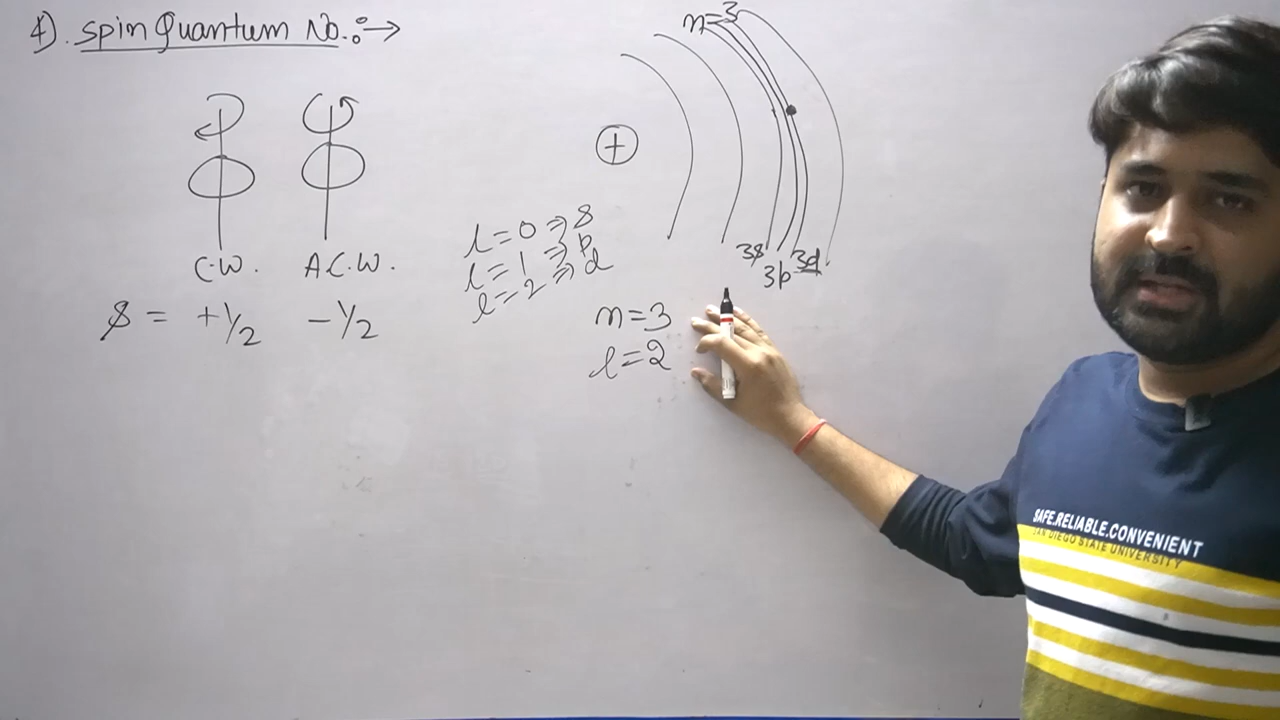 4). Spin Quantum No.:→
n=3
+
C.W. A.C.W.
S = +1/2 -1/2
l=0 ⇒ s
l=1 ⇒ p
l=2 ⇒ d
3s 3p 3d
n=3
l=2
SAFE.RELIABLE.CONVENIENT
SAN DIEGO STATE UNIVERSITY